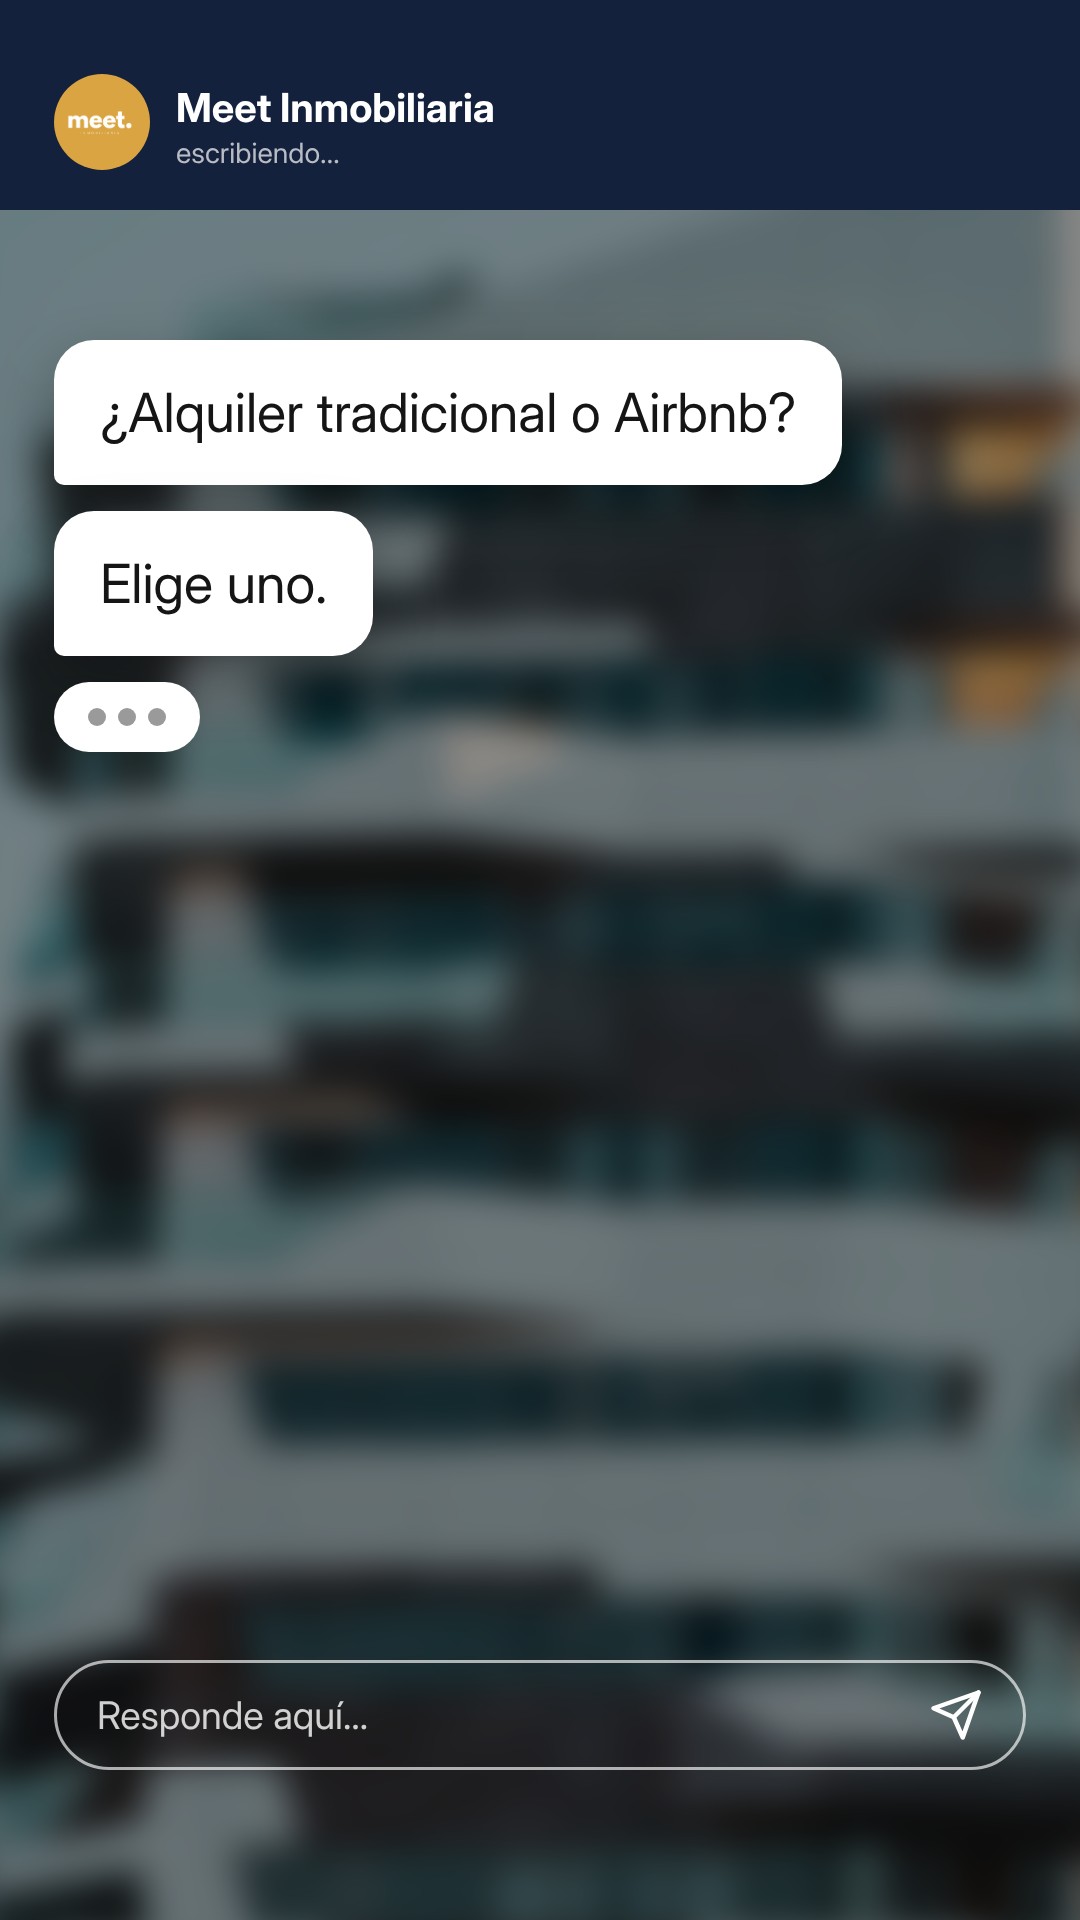 meet.
Meet Inmobiliaria
escribiendo...
¿Alquiler tradicional o Airbnb?
Elige uno.
Responde aquí...